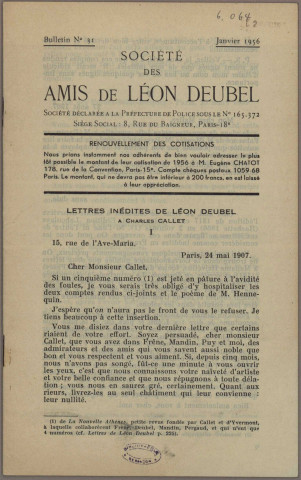 6, 064
Bulletin N° 31 Janvier 1956
SOCIÉTÉ
DES
AMIS DE LÉON DEUBEL
SOCIÉTÉ DÉCLARÉE A LA PRÉFECTURE DE POLICE SOUS LE N° 163.372
SIÈGE SOCIAL : 8, RUE DU BAIGNEUR, PARIS-18e
RENOUVELLEMENT DES COTISATIONS
Nous prions instamment nos adhérents de bien vouloir adresser le plus
tôt possible le montant de leur cotisation de 1956 à M. Eugène CHATOT
178, rue de la Convention, Paris-15e. Compte chèques postaux 1059-68
Paris. Le montant, qui ne devra pas être inférieur à 200 francs, en est laissé
à leur appréciation.
LETTRES INÉDITES DE LÉON DEUBEL
A CHARLES CALLET
I
15, rue de l'Ave-Maria.
Paris, 24 mai 1907.
Cher Monsieur Callet,
Si un cinquième numéro (1) est jeté en pâture à l'avidité
des foules, je vous serais très obligé d'y hospitaliser les
deux comptes rendus ci-joints et le poème de M. Henne-
quin.
J'espère qu'on n'aura pas le front de vous le refuser. Je
tiens beaucoup à cette insertion.
Vous me disiez dans votre dernière lettre que certains
riaient de votre effort. Soyez persuadé, cher monsieur
Callet, que vous avez dans Frêne, Mandin, Puy et moi, des
admirateurs et des amis qui vous savent aussi noble que
bon et vous respectent et vous aiment. Si, depuis cinq mois,
nous n'avons pas songé, fût-ce une minute à vous ouvrir
les yeux, c'est que nous connaissons votre naïveté d'artiste
et votre belle confiance et que nous répugnons à toute déla-
tion ; vous nous en saurez gré, certainement. Quant aux
rieurs, livrez-les au seul châtiment qui leur convienne :
leur nullité.
(1) de La Nouvelle Athènes, petite revue fondée par Callet et d'Yvermont,
à laquelle collaborèrent Frêne, Deubel, Mandin, Pergaud, et qui n'eut que
4 numéros (cf. Lettres de Léon Deubel p. 224).